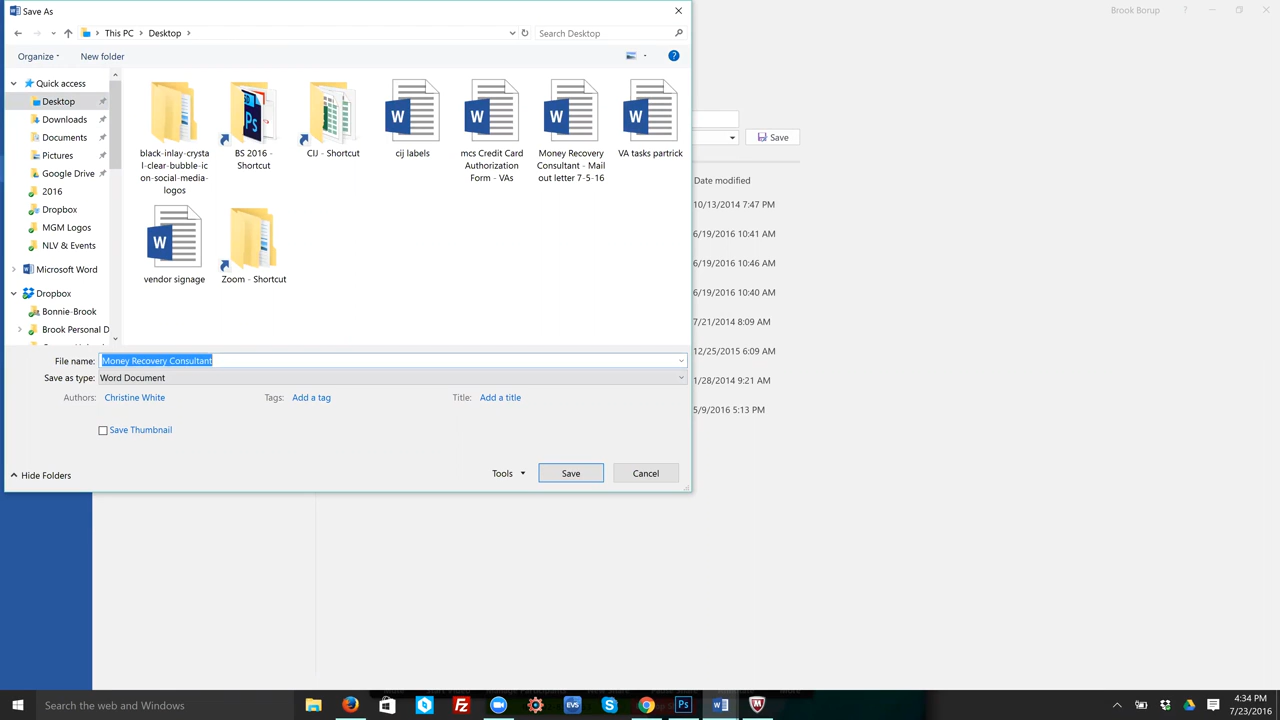 Save As
Brook Borup
This PC
Desktop
Search Desktop
Organize
New folder
Quick access
Desktop
Downloads
Documents
Pictures
Google Drive
2016
Dropbox
MGM Logos
NLV & Events
Microsoft Word
Dropbox
Bonnie-Brook
Brook Personal D
black-inlay-crysta
l-clear-bubble-ic
on-social-media-
logos
BS 2016 -
Shortcut
CIJ - Shortcut
cij labels
mcs Credit Card
Authorization
Form - VAs
Money Recovery
Consultant - Mail
out letter 7-5-16
VA tasks partrick
vendor signage
Zoom - Shortcut
Save
Date modified
10/13/2014 7:47 PM
6/19/2016 10:41 AM
6/19/2016 10:46 AM
6/19/2016 10:40 AM
7/21/2014 8:09 AM
12/25/2015 6:09 AM
1/28/2014 9:21 AM
5/9/2016 5:13 PM
File name: Money Recovery Consultant
Save as type: Word Document
Authors: Christine White
Tags: Add a tag
Title: Add a title
Save Thumbnail
Hide Folders
Tools
Save
Cancel
Search the web and Windows
4:34 PM
7/23/2016